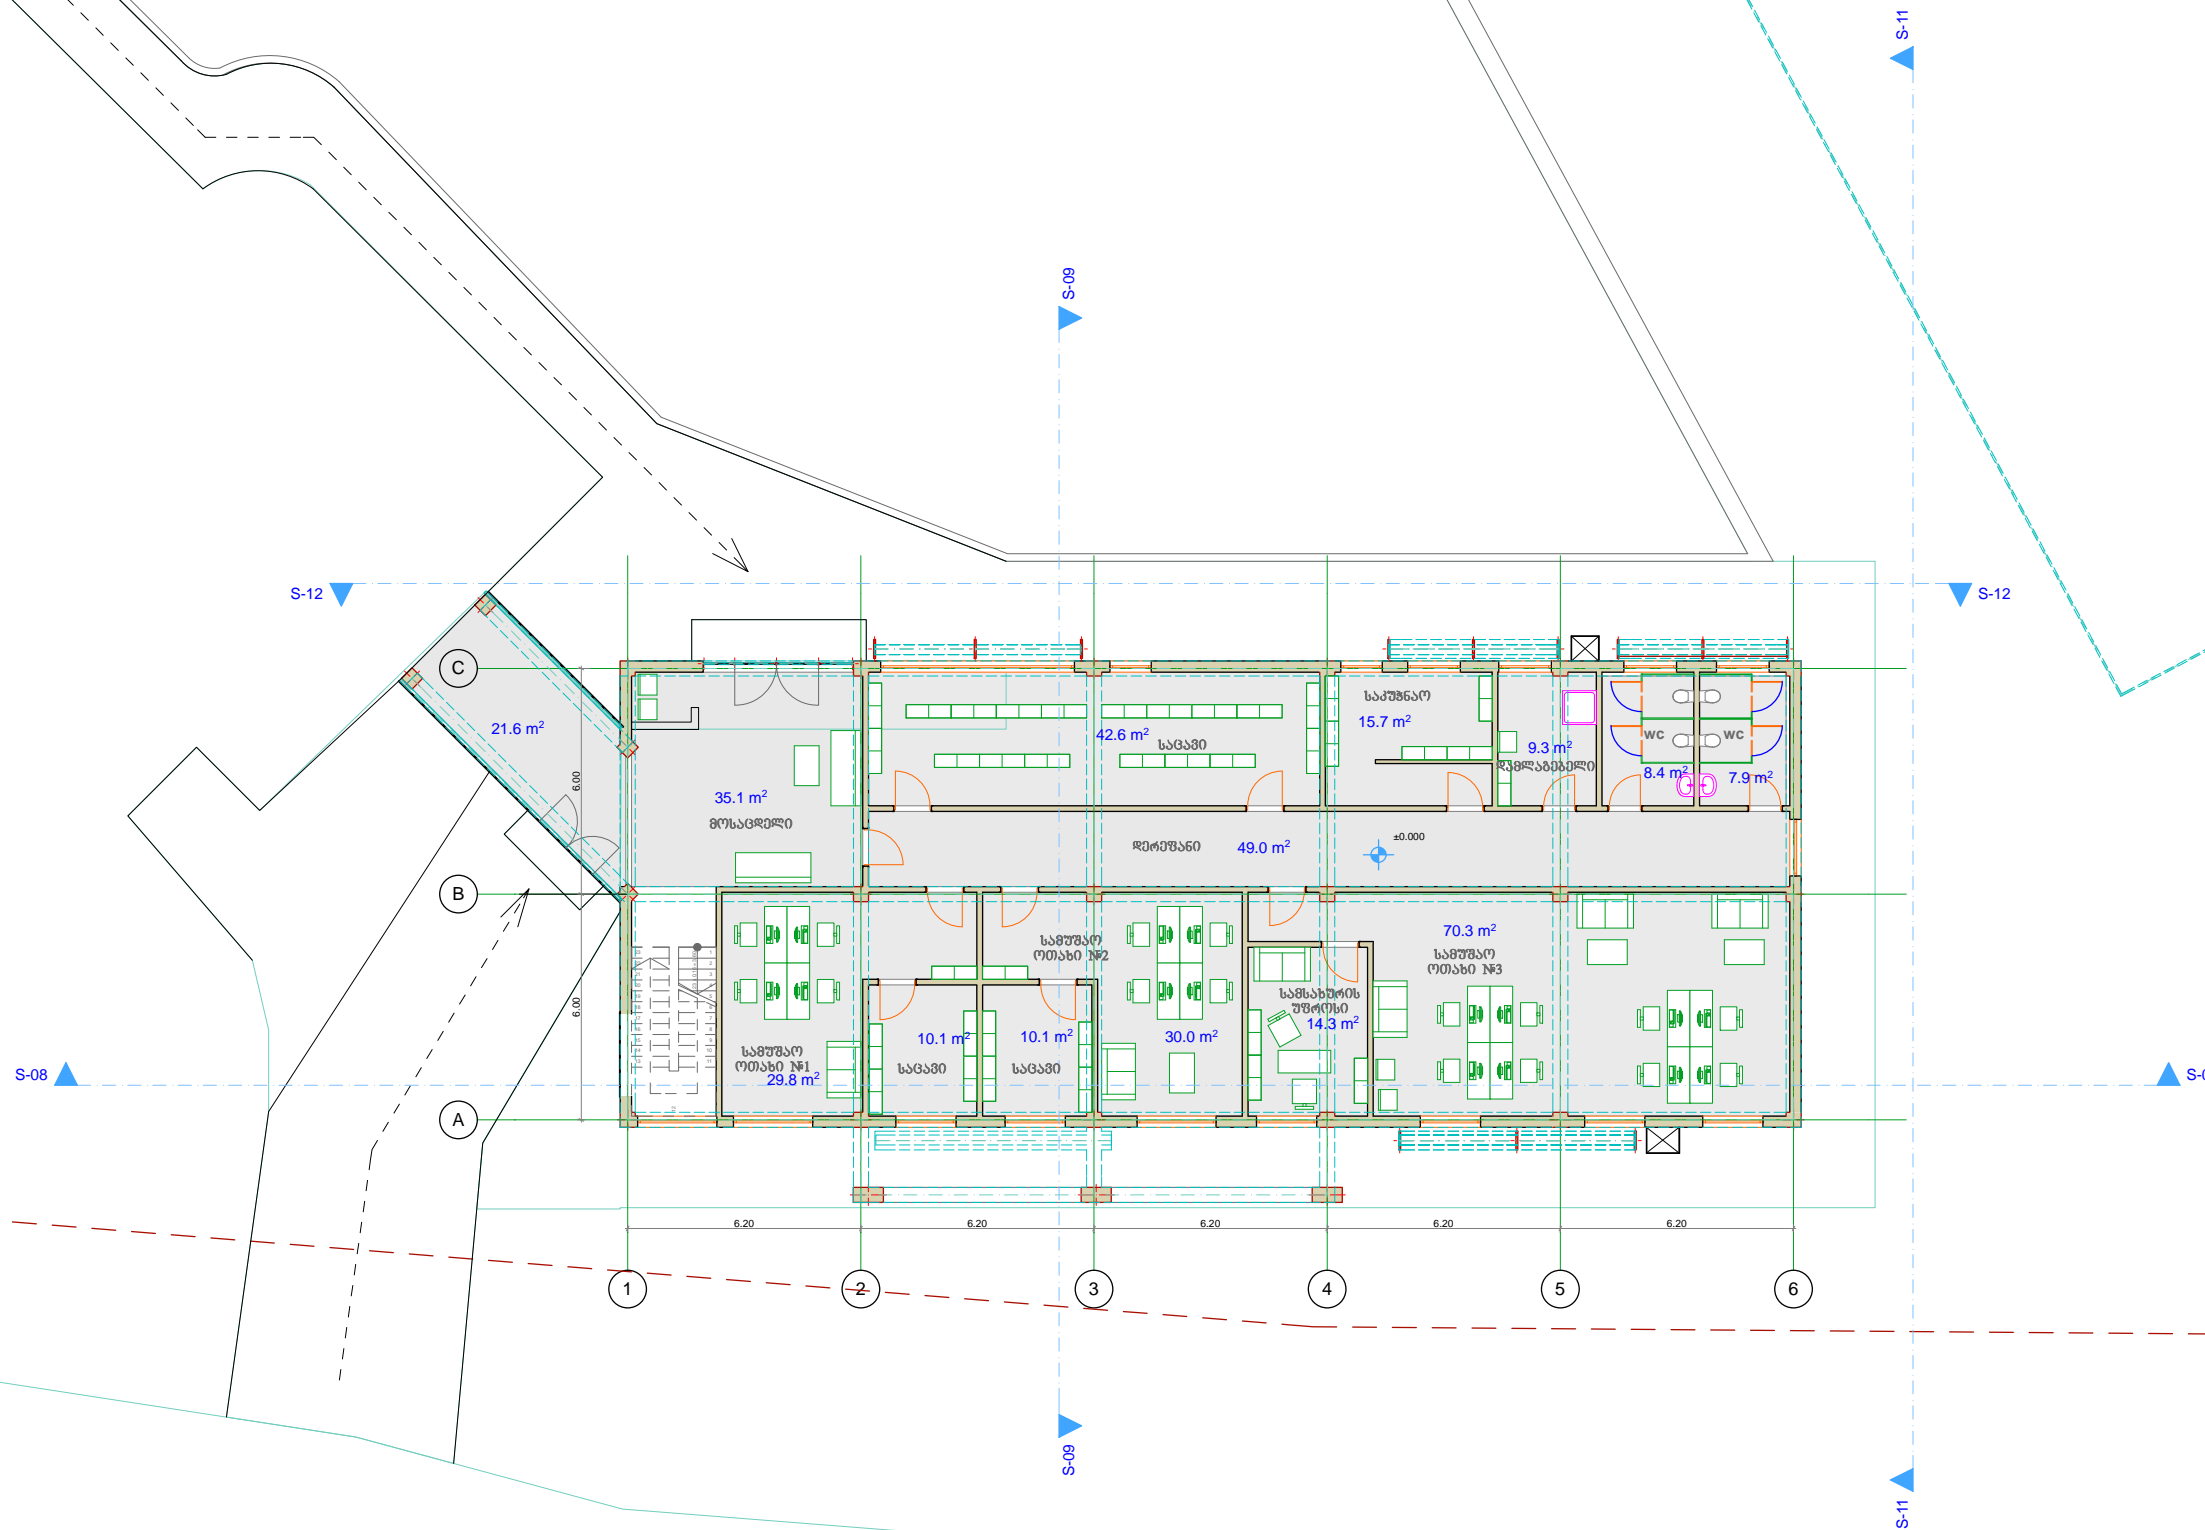 S-11
S-09
S-12
S-12
C
21.6 m²
6.00
საკუჭნაო
15.7 m²
42.6 m²
საცავი
9.3 m²
დამლაგებელი
wc
wc
8.4 m²
7.9 m²
35.1 m²
მოსაცდელი
±0.000
დერეფანი
49.0 m²
B
70.3 m²
სამუშაო
ოთახი №2
სამუშაო
ოთახი №3
სამსახურის
უფროსი
14.3 m²
6.00
10.1 m²
10.1 m²
30.0 m²
სამუშაო
ოთახი №1
29.8 m²
საცავი
საცავი
S-08
A
6.20
6.20
6.20
6.20
6.20
1
2
3
4
5
6
S-09
S-11